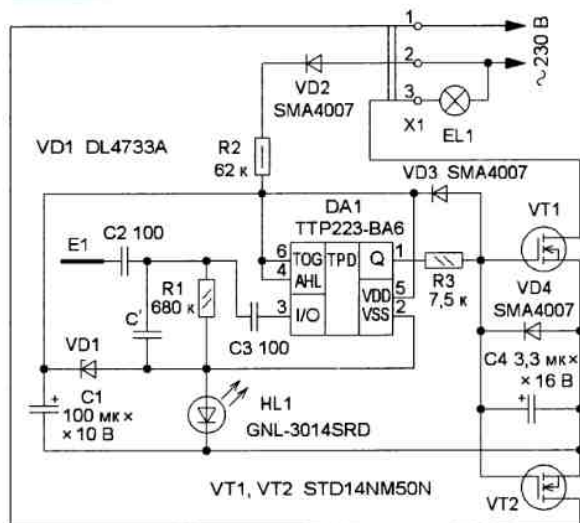 1
2
3
~230 В
VD2
SMA4007
X1
EL1
VD1 DL4733A
R2
62 к
VD3 SMA4007
DA1
TTP223-BA6
VT1
E1
C2 100
6
4
3
TOG
AHL
I/O
TPD
Q
VDD
VSS
1
5
2
R3
7,5 к
R1
680 к
C'
C3 100
VD4
SMA4007
C4 3,3 мк ×
× 16 В
VD1
C1
100 мк ×
× 10 В
HL1
GNL-3014SRD
VT1, VT2 STD14NM50N
VT2
+
+